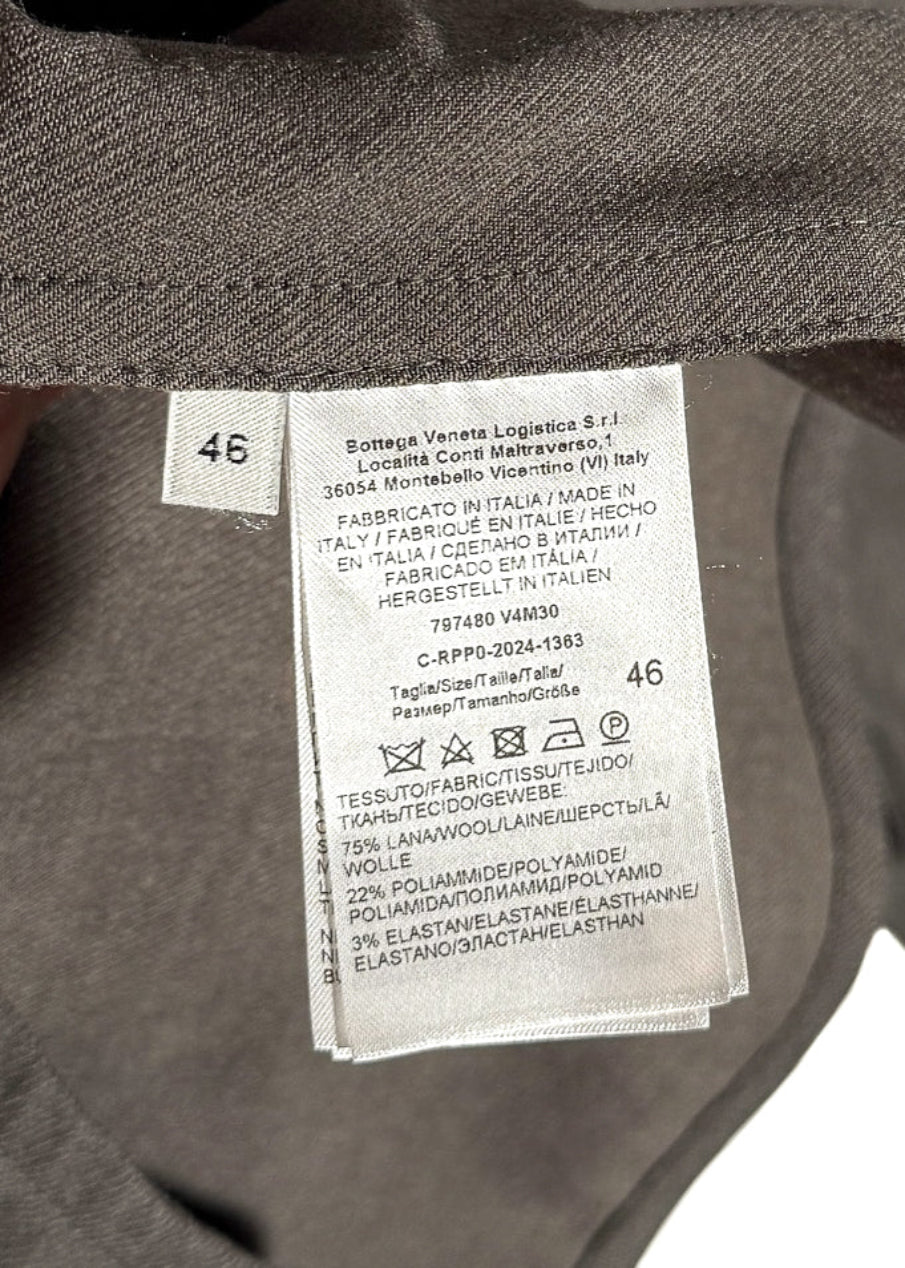 46
Bottega Veneta Logistica S.r.l
Località Conti Maltraverso,1
36054 Montebello Vicentino (VI) Italy
FABBRICATO IN ITALIA / MADE IN
ITALY / FABRIQUÉ EN ITALIE / HECHO
EN ITALIA / СДЕЛАНО В ИТАЛИИ /
FABRICADO EM ITÁLIA /
HERGESTELLT IN ITALIEN
797480 V4M30
C-RPP0-2024-1363
Taglia/Size/Taille/Talla/
Размер/Tamanho/Größe
46
P
TESSUTO/FABRIC/TISSU/TEJIDO/
ТКАНЬ/TECIDO/GEWEBE:
75% LANA/WOOL/LAINE/ШЕРСТЬ/LÃ/
WOLLE
22% POLIAMMIDE/POLYAMIDE/
POLIAMIDA/ПОЛИАМИД/POLYAMID
3% ELASTAN/ELASTANE/ÉLASTHANNE/
ELASTANO/ЭЛАСТАН/ELASTHAN